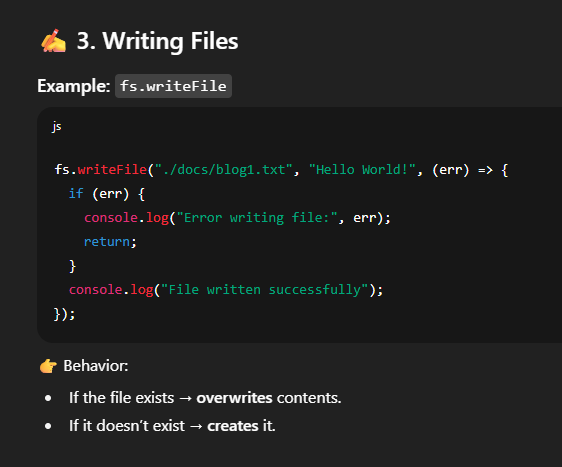 ✍️ 3. Writing Files
Example: fs.writeFile
js
fs.writeFile("./docs/blog1.txt", "Hello World!", (err) => {
  if (err) {
    console.log("Error writing file:", err);
    return;
  }
  console.log("File written successfully");
});
👉 Behavior:
• If the file exists → overwrites contents.
• If it doesn’t exist → creates it.